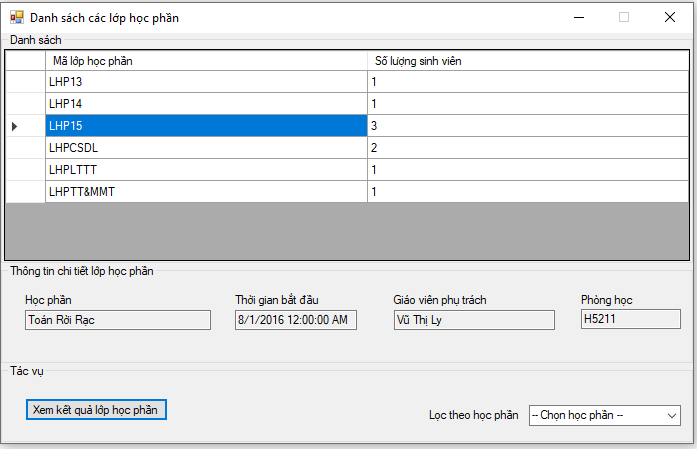 Danh sách các lớp học phần
Danh sách
Mã lớp học phần Số lượng sinh viên
LHP13 1
LHP14 1
LHP15 3
LHPCSDL 2
LHPLTTT 1
LHPTT&MMT 1
Thông tin chi tiết lớp học phần
Học phần Thời gian bắt đầu Giáo viên phụ trách Phòng học
Toán Rời Rạc 8/1/2016 12:00:00 AM Vũ Thị Ly H5211
Tác vụ
Xem kết quả lớp học phần Lọc theo học phần -- Chọn học phần --